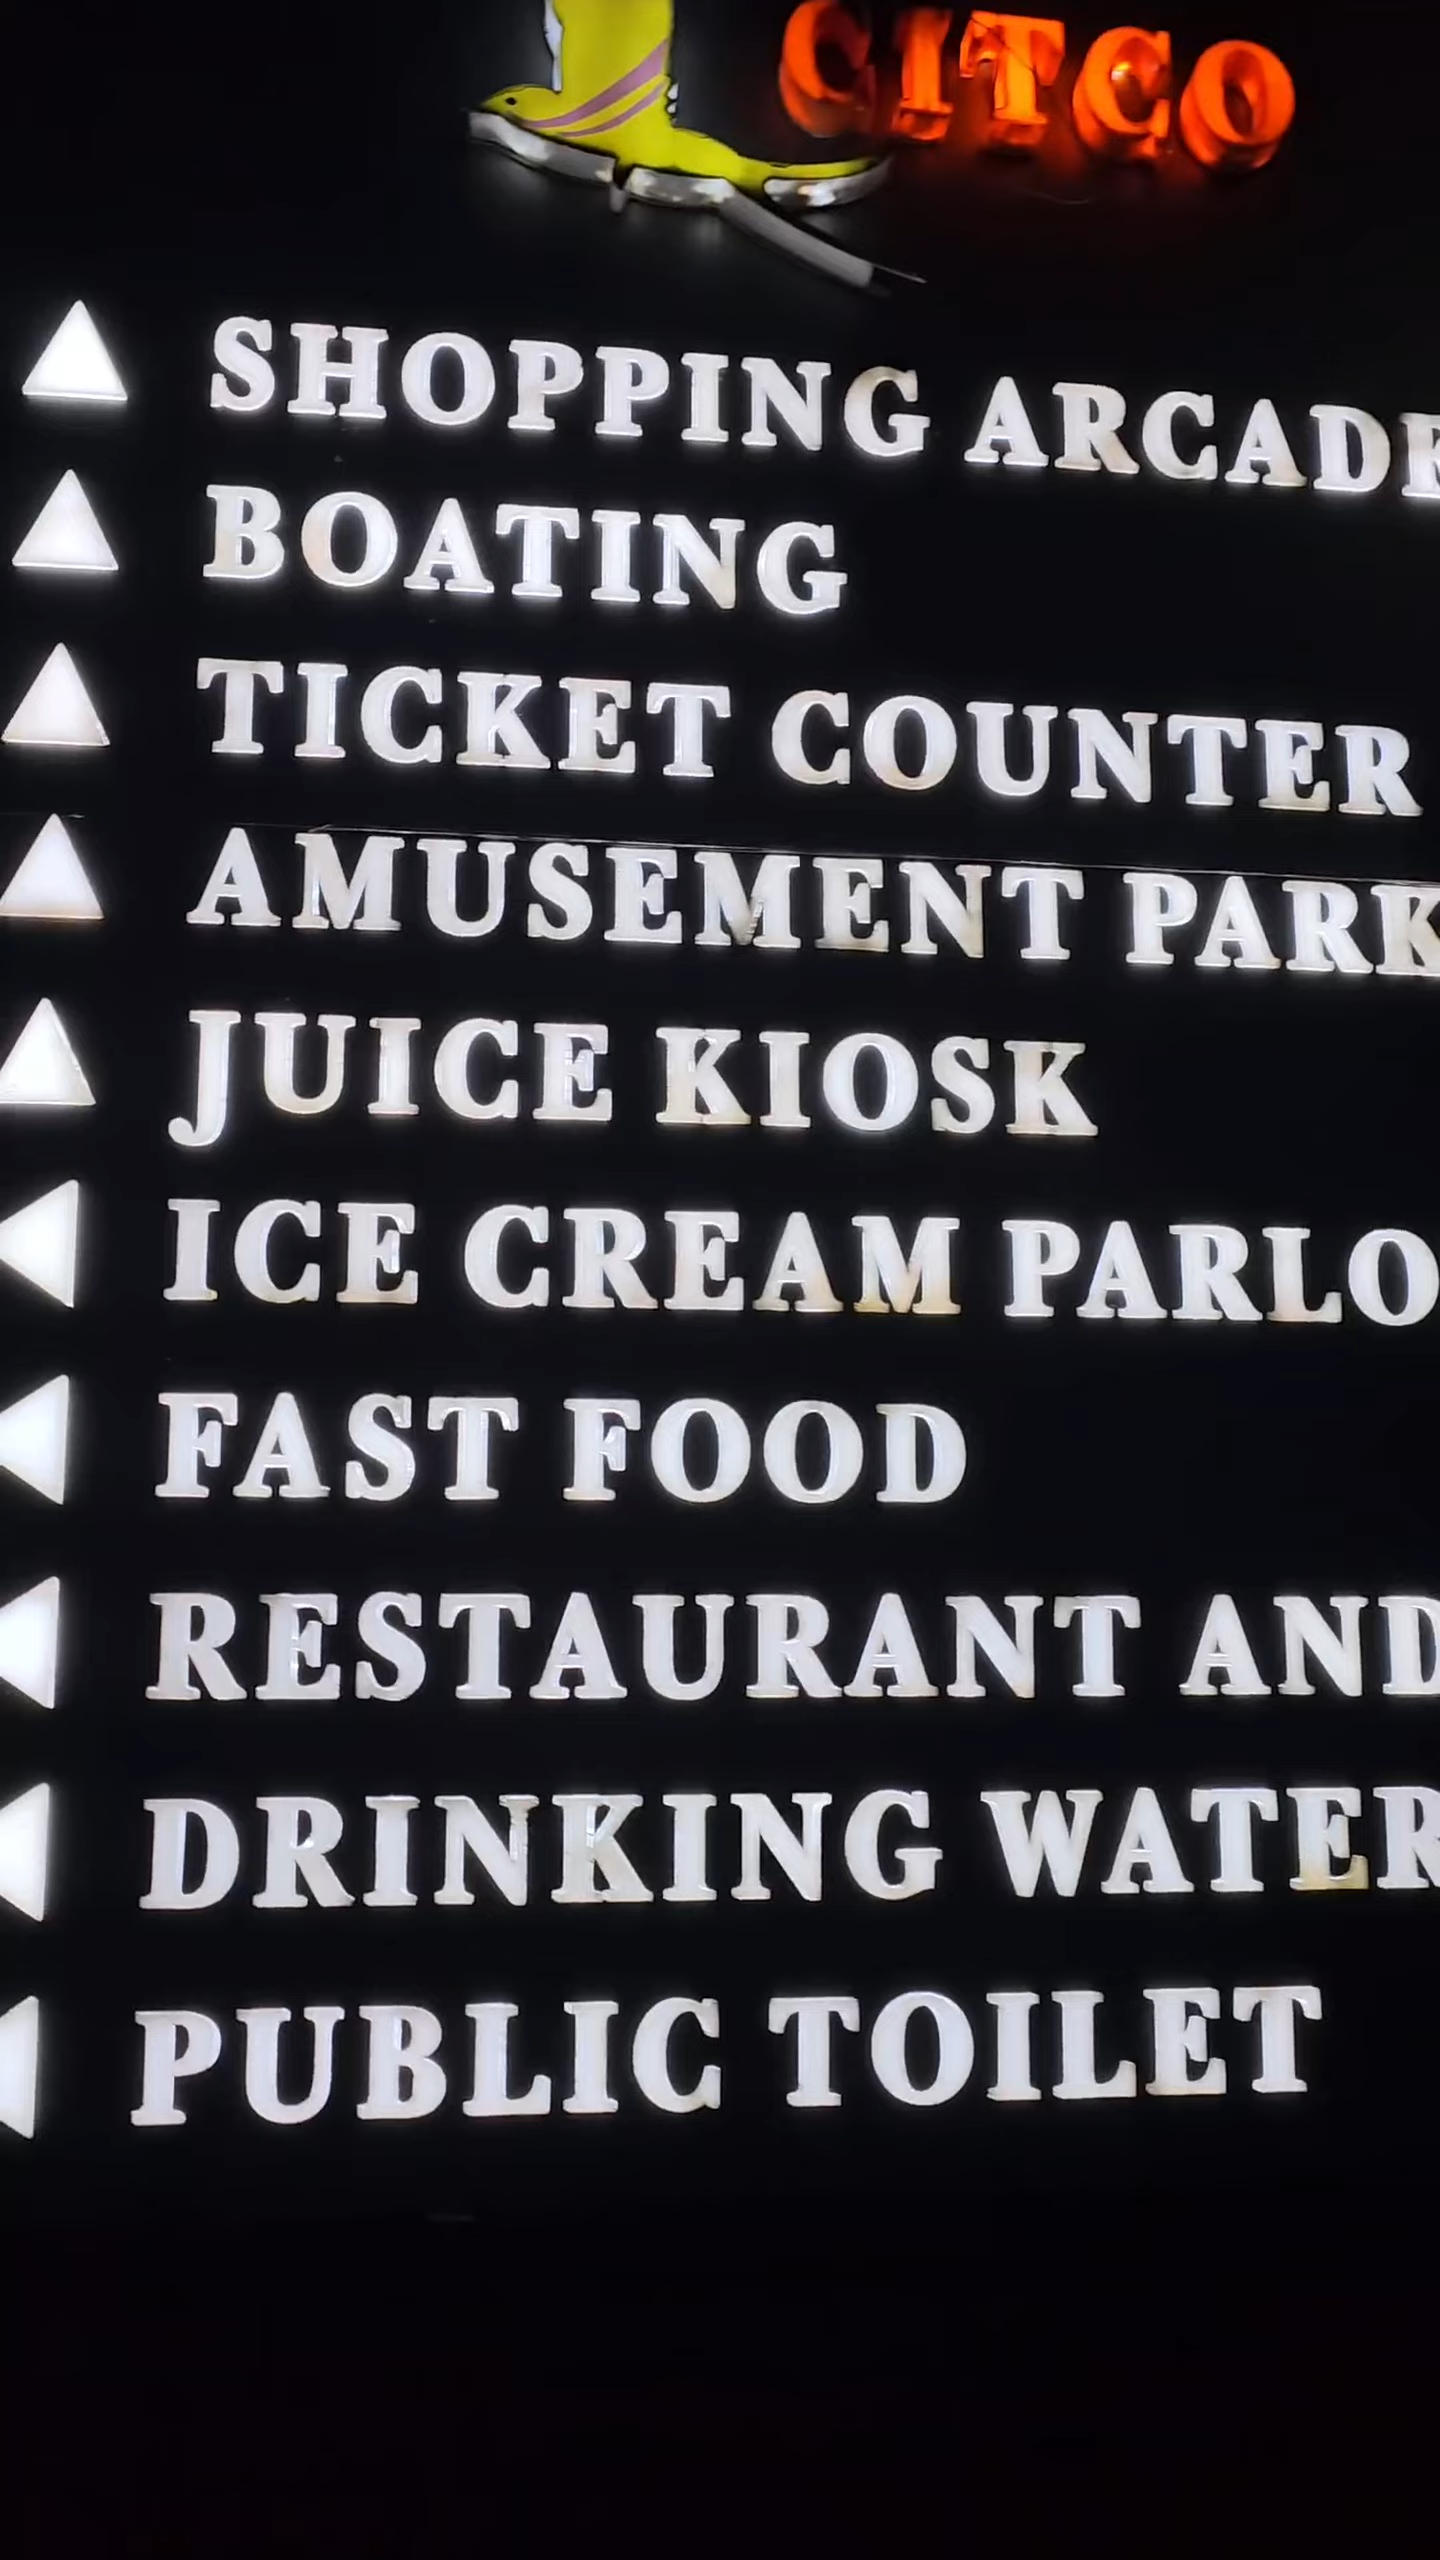 CITCO
SHOPPING ARCADE
BOATING
TICKET COUNTER
AMUSEMENT PARK
JUICE KIOSK
ICE CREAM PARLO
FAST FOOD
RESTAURANT AND
DRINKING WATER
PUBLIC TOILET